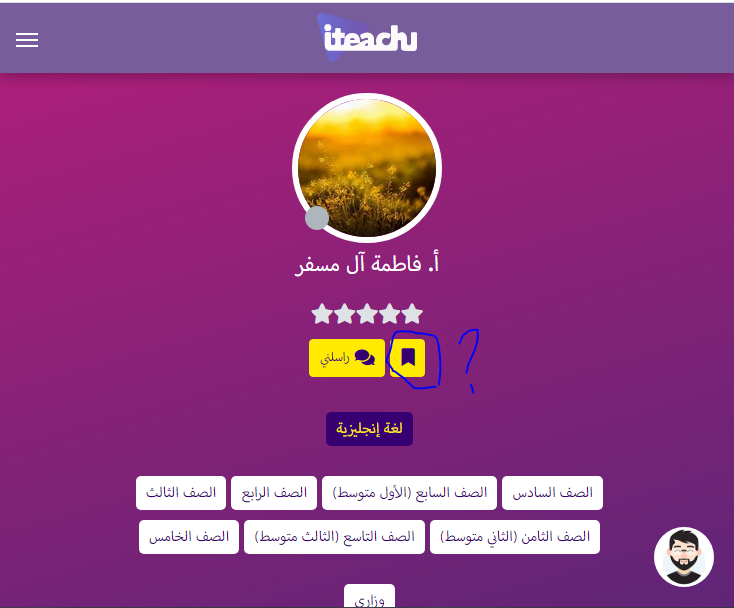 iteachu
أ. فاطمة آل مسفر
راسلني
?
لغة إنجليزية
الصف السادس الصف السابع (الأول متوسط) الصف الرابع الصف الثالث
الصف الثامن (الثاني متوسط) الصف التاسع (الثالث متوسط) الصف الخامس
وزاري